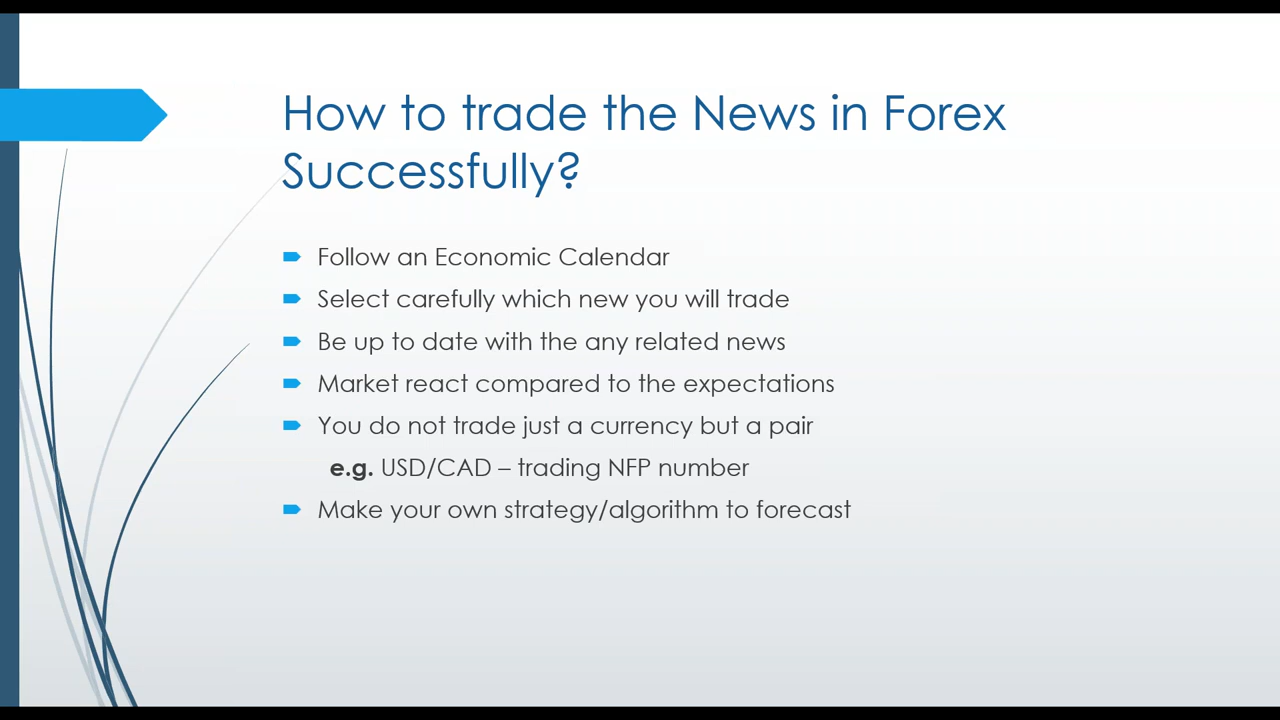 How to trade the News in Forex
Successfully?
Follow an Economic Calendar
Select carefully which new you will trade
Be up to date with the any related news
Market react compared to the expectations
You do not trade just a currency but a pair
e.g. USD/CAD – trading NFP number
Make your own strategy/algorithm to forecast